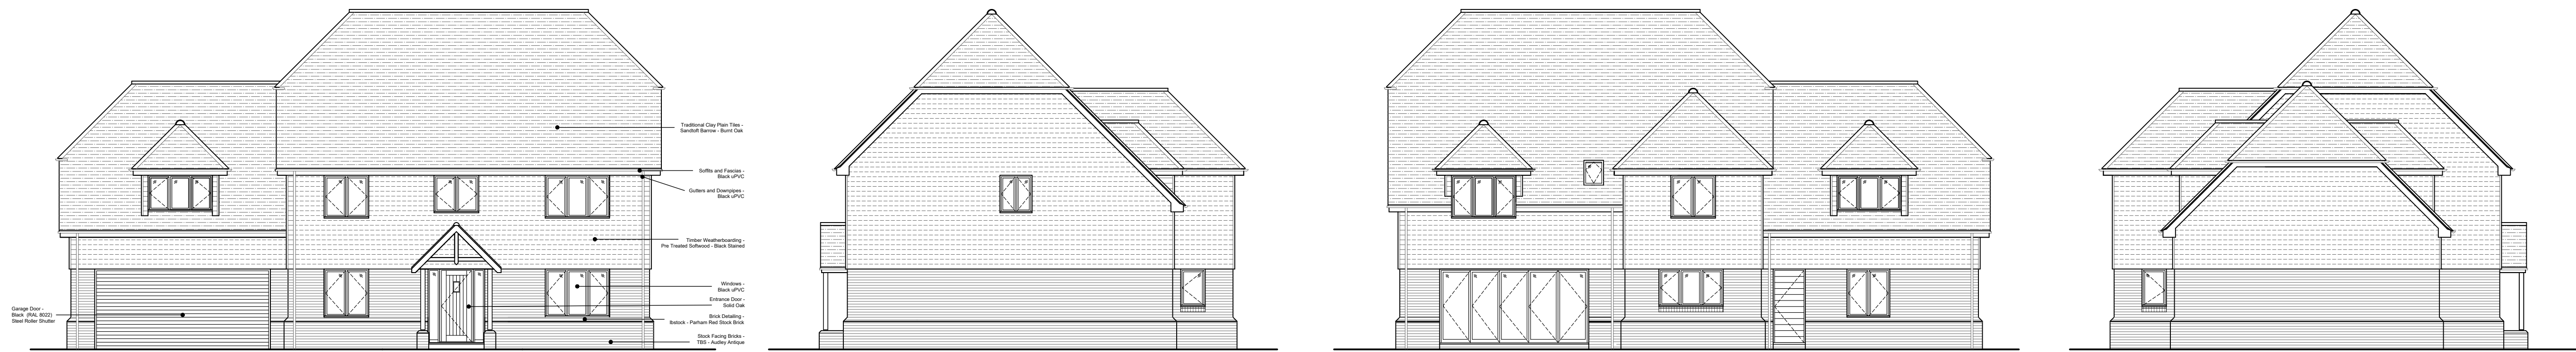 Traditional Clay Plain Tiles -
Sandtoft Barrow - Burnt Oak
Soffits and Fascias -
Black uPVC
Gutters and Downpipes -
Black uPVC
Timber Weatherboarding -
Pre Treated Softwood - Black Stained
Windows -
Black uPVC
Entrance Door -
Solid Oak
Garage Door -
Black (RAL 8022)
Steel Roller Shutter
Brick Detailing -
Ibstock - Parham Red Stock Brick
Stock Facing Bricks -
TBS - Audley Antique